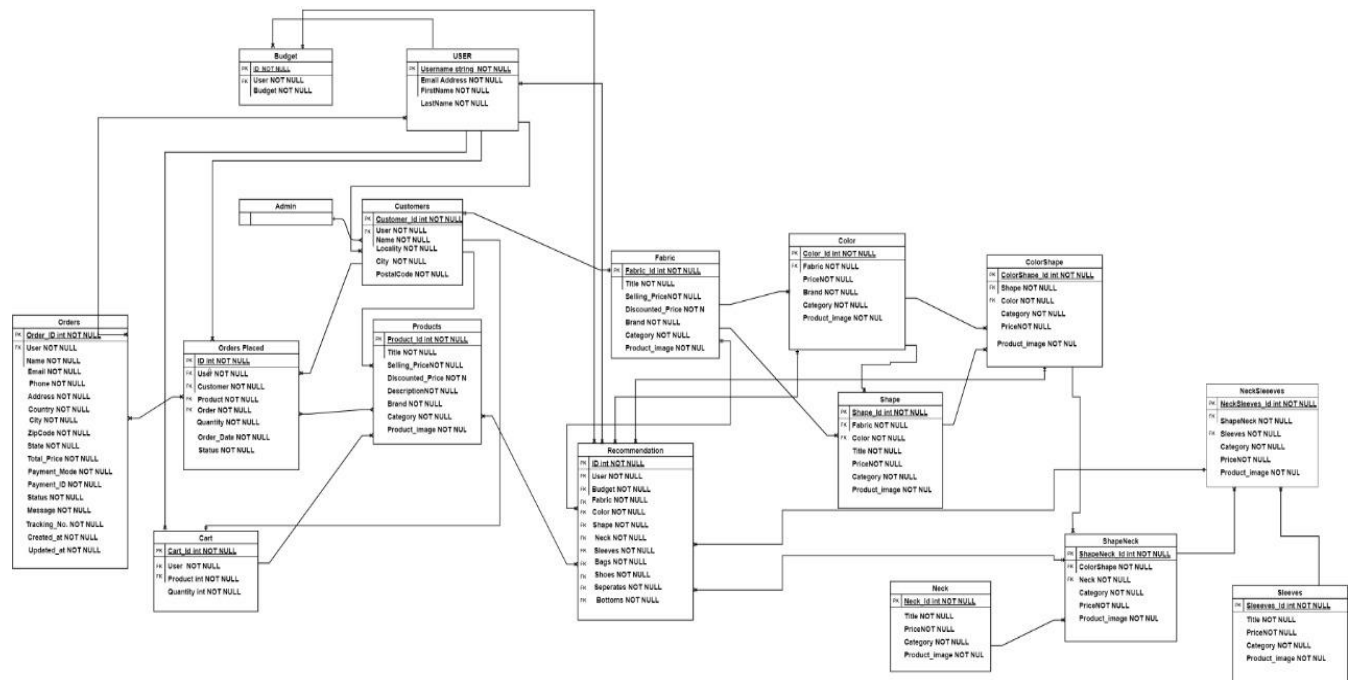 Budget
PK ID NOT NULL
FK User NOT NULL
Budget NOT NULL
USER
PK Username string NOT NULL
Email Address NOT NULL
FirstName NOT NULL
LastName NOT NULL
Admin
Customers
PK Customer_Id int NOT NULL
FK User NOT NULL
Name NOT NULL
Locality NOT NULL
City NOT NULL
PostalCode NOT NULL
Orders
PK Order_ID int NOT NULL
FK User NOT NULL
Name NOT NULL
Email NOT NULL
Phone NOT NULL
Address NOT NULL
Country NOT NULL
City NOT NULL
ZipCode NOT NULL
State NOT NULL
Total_Price NOT NULL
Payment_Mode NOT NULL
Payment_ID NOT NULL
Status NOT NULL
Message NOT NULL
Tracking_No. NOT NULL
Created_at NOT NULL
Updated_at NOT NULL
Orders Placed
PK ID int NOT NULL
FK User NOT NULL
FK Customer NOT NULL
FK Product NOT NULL
FK Order NOT NULL
Quantity NOT NULL
Order_Date NOT NULL
Status NOT NULL
Products
PK Product_Id int NOT NULL
Title NOT NULL
Selling_PriceNOT NULL
Discounted_Price NOT N
DescriptionNOT NULL
Brand NOT NULL
Category NOT NULL
Product_image NOT NUL
Cart
PK Cart_Id int NOT NULL
FK User NOT NULL
FK Product int NOT NULL
Quantity int NOT NULL
Fabric
PK Fabric_Id int NOT NULL
Title NOT NULL
Selling_PriceNOT NULL
Discounted_Price NOT N
Brand NOT NULL
Category NOT NULL
Product_image NOT NUL
Color
PK Color_Id int NOT NULL
FK Fabric NOT NULL
PriceNOT NULL
Brand NOT NULL
Category NOT NULL
Product_image NOT NUL
ColorShape
PK ColorShape_Id int NOT NULL
FK Shape NOT NULL
FK Color NOT NULL
Category NOT NULL
PriceNOT NULL
Product_image NOT NUL
Shape
PK Shape_Id int NOT NULL
FK Fabric NOT NULL
FK Color NOT NULL
Title NOT NULL
PriceNOT NULL
Category NOT NULL
Product_image NOT NUL
Recommendation
PK ID int NOT NULL
FK User NOT NULL
FK Budget NOT NULL
FK Fabric NOT NULL
FK Color NOT NULL
FK Shape NOT NULL
FK Neck NOT NULL
FK Sleeves NOT NULL
FK Bags NOT NULL
FK Shoes NOT NULL
FK Seperates NOT NULL
FK Bottoms NOT NULL
NeckSleeeves
PK NeckSleeves_Id int NOT NULL
FK ShapeNeck NOT NULL
FK Sleeves NOT NULL
Category NOT NULL
PriceNOT NULL
Product_image NOT NUL
ShapeNeck
PK ShapeNeck_Id int NOT NULL
FK ColorShape NOT NULL
FK Neck NOT NULL
Category NOT NULL
PriceNOT NULL
Product_image NOT NUL
Neck
PK Neck_Id int NOT NULL
Title NOT NULL
PriceNOT NULL
Category NOT NULL
Product_image NOT NUL
Sleeves
PK Sleeeves_Id int NOT NULL
Title NOT NULL
PriceNOT NULL
Category NOT NULL
Product_image NOT NUL